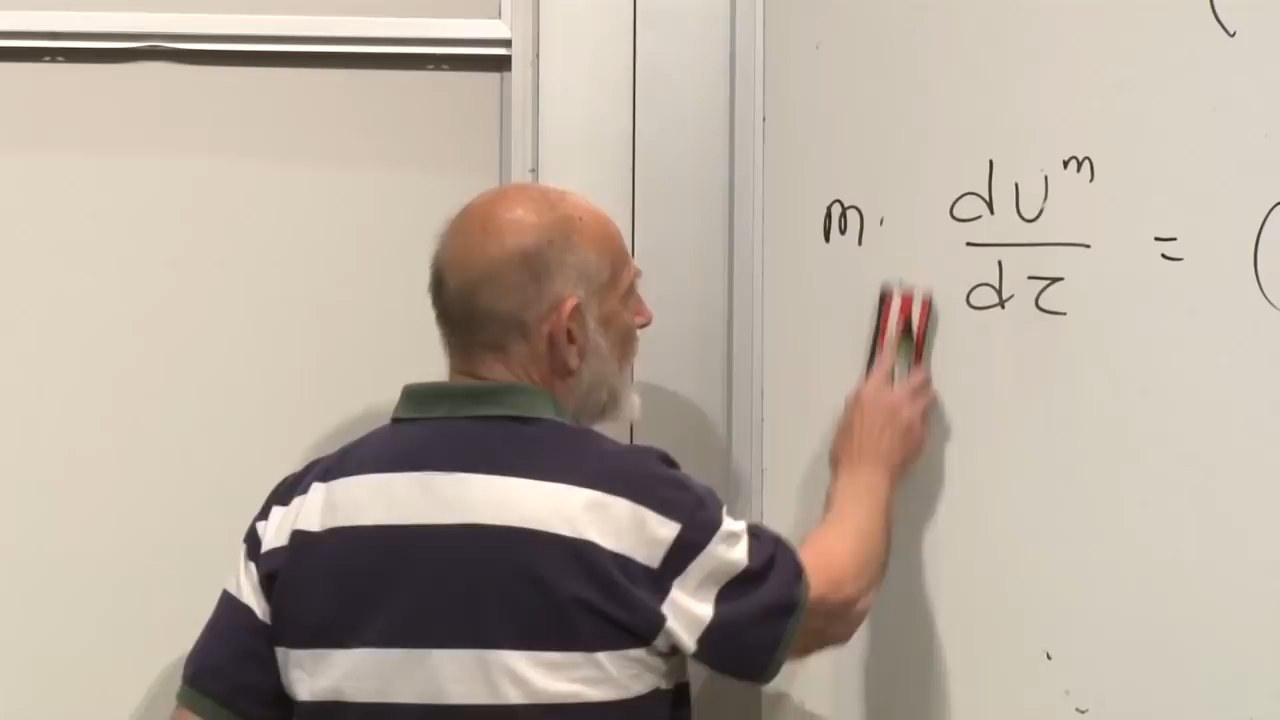 m · dU^m/dτ = (